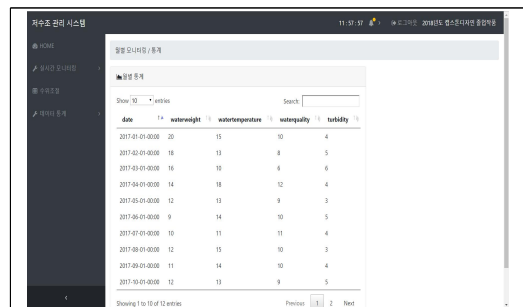 저수조 관리 시스템
11 : 57 : 57 로그아웃 2018년도 캡스톤디자인 졸업작품
HOME
실시간 모니터링
수위조절
데이터 통계
월별 모니터링 / 통계
월별 통계
Show 10 entries Search:
date waterweight watertemperature waterquality turbidity
2017-01-01-00:00 20 15 10 4
2017-02-01-00:00 18 13 8 5
2017-03-01-00:00 16 10 6 6
2017-04-01-00:00 14 18 12 4
2017-05-01-00:00 12 13 9 3
2017-06-01-00:00 9 14 10 5
2017-07-01-00:00 10 11 11 4
2017-08-01-00:00 12 15 10 3
2017-09-01-00:00 11 14 10 4
2017-10-01-00:00 12 13 9 5
Showing 1 to 10 of 12 entries Previous 1 2 Next